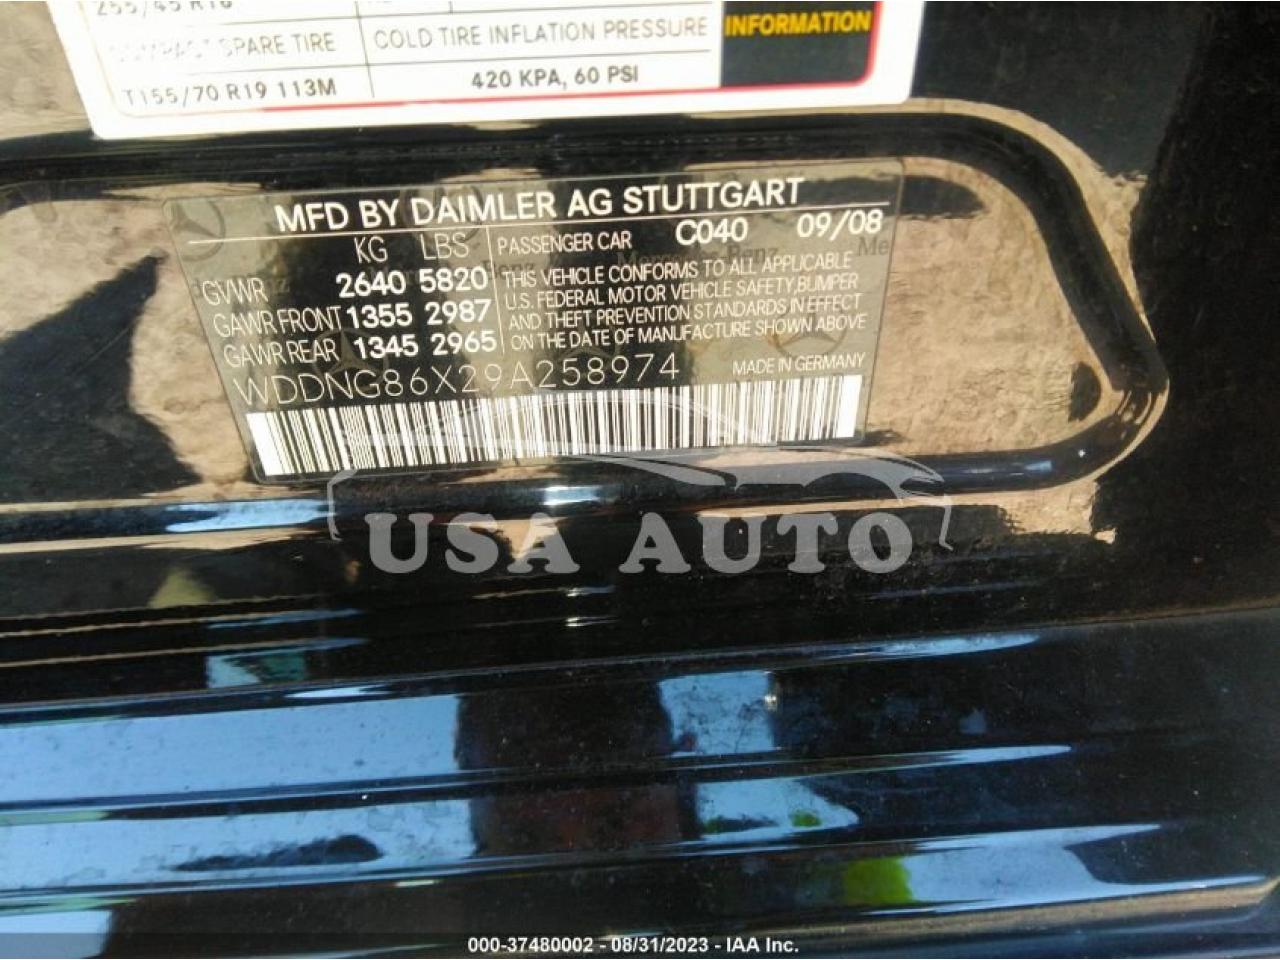 255/45 R18
COMPACT SPARE TIRE COLD TIRE INFLATION PRESSURE
T155/70 R19 113M 420 KPA, 60 PSI
INFORMATION
MFD BY DAIMLER AG STUTTGART
KG LBS PASSENGER CAR C040 09/08
GVWR 2640 5820
GAWR FRONT 1355 2987
GAWR REAR 1345 2965
THIS VEHICLE CONFORMS TO ALL APPLICABLE
U.S. FEDERAL MOTOR VEHICLE SAFETY,BUMPER
AND THEFT PREVENTION STANDARDS IN EFFECT
ON THE DATE OF MANUFACTURE SHOWN ABOVE
WDDNG86X29A258974 MADE IN GERMANY
USA AUTO
000-37480002 - 08/31/2023 - IAA Inc.